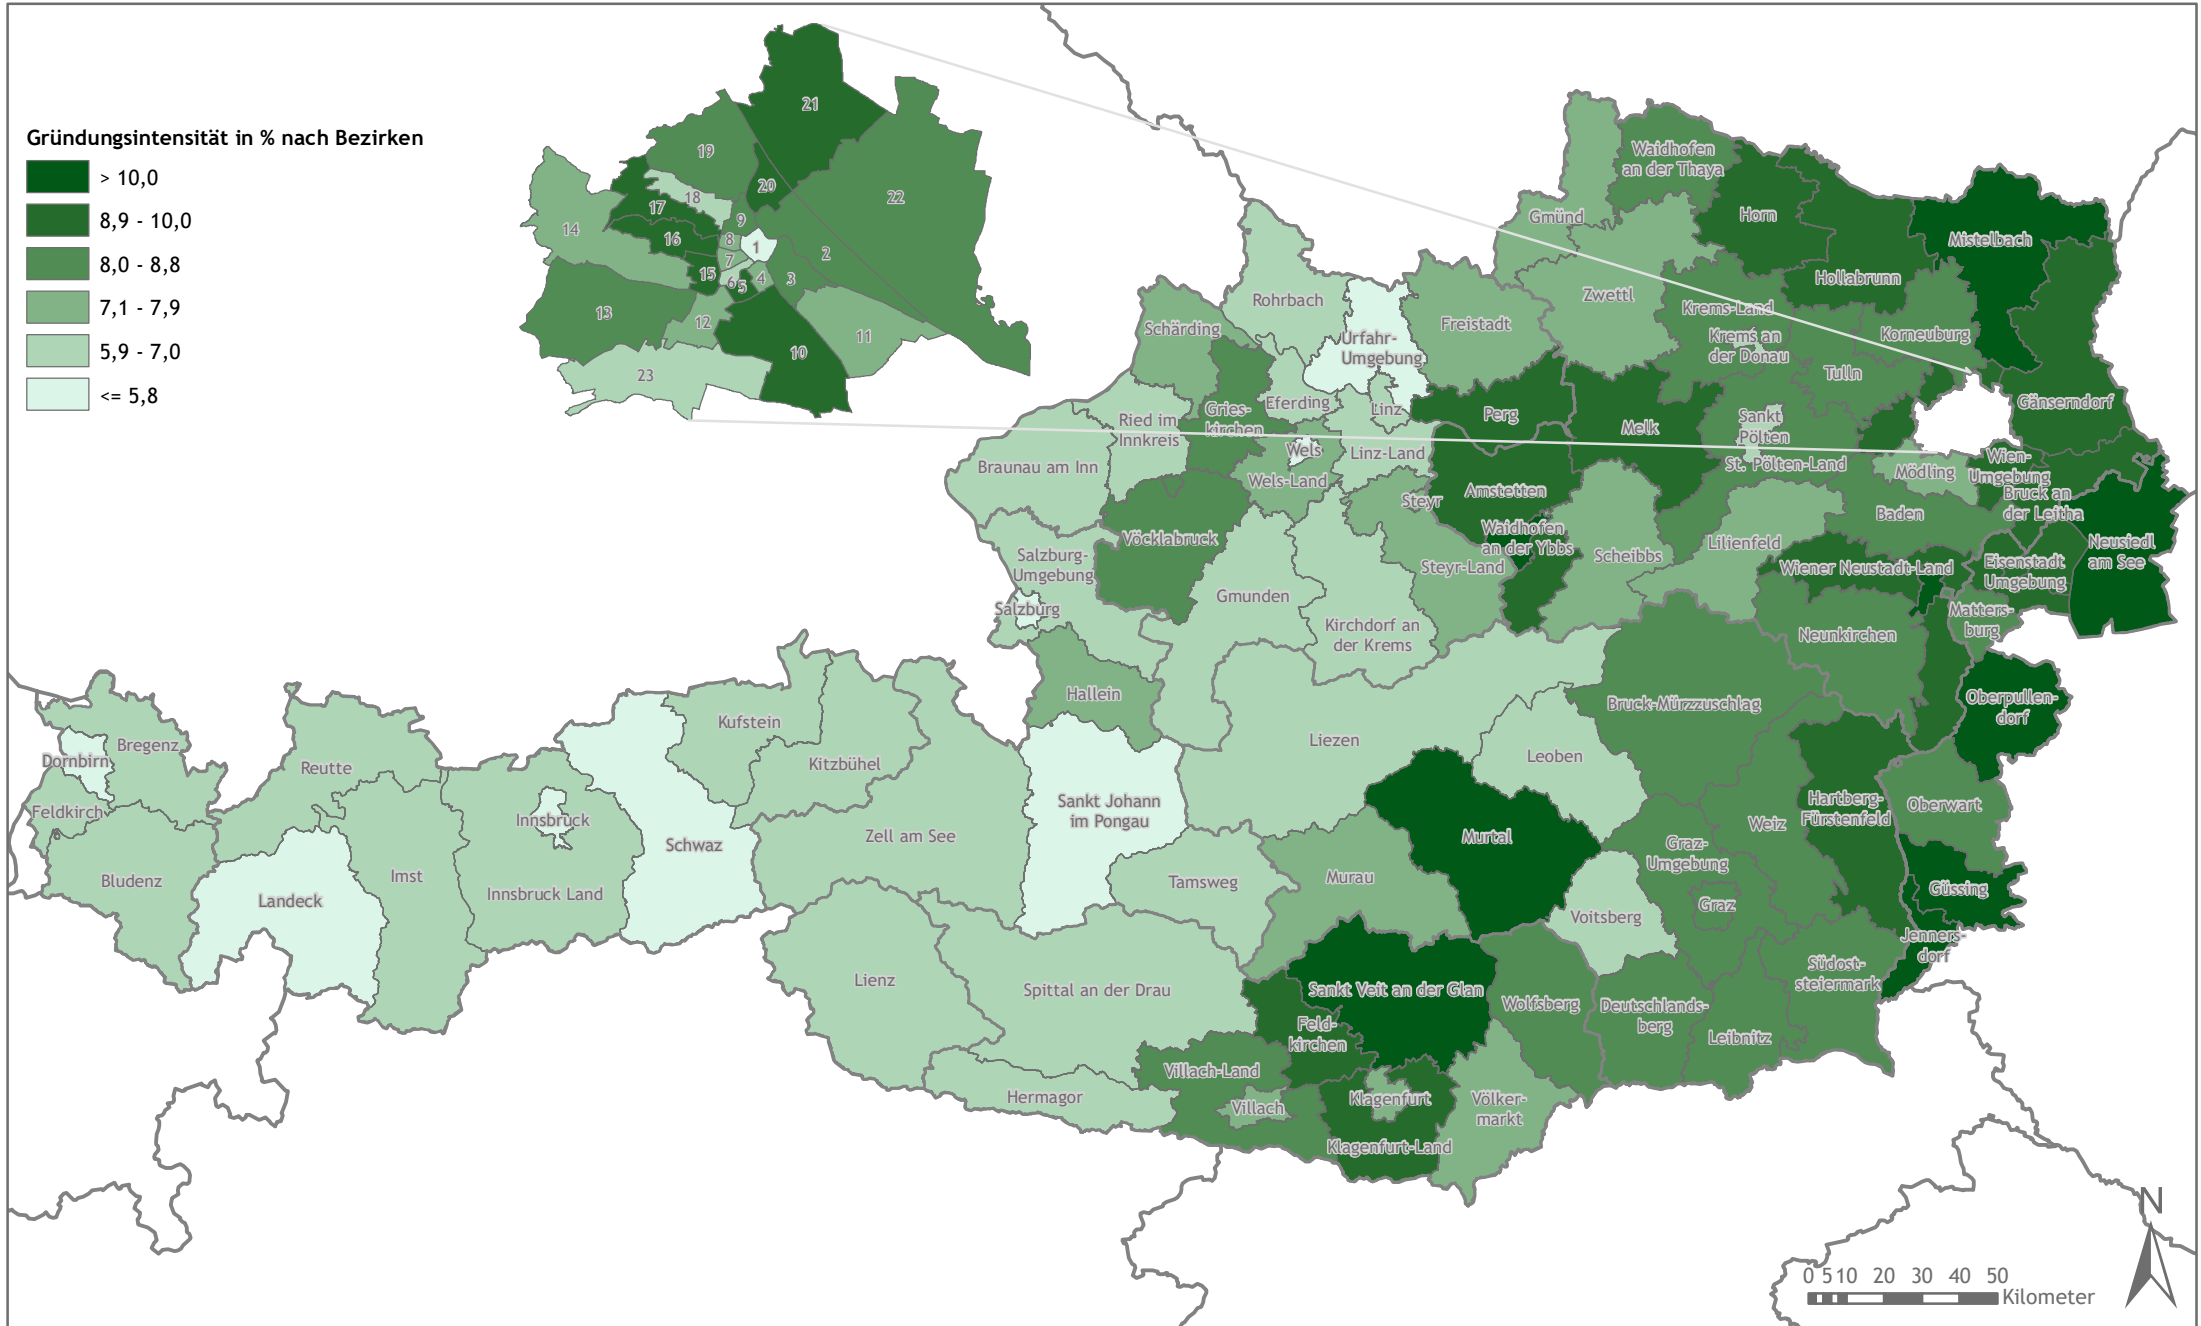 Gründungsintensität in % nach Bezirken
> 10,0
8,9 - 10,0
8,0 - 8,8
7,1 - 7,9
5,9 - 7,0
<= 5,8
21
19
20
22
18
17
9
14
16
8
1
2
7
15
6
5
4
3
13
12
11
10
23
Waidhofen
an der Thaya
Gmünd
Horn
Mistelbach
Hollabrunn
Zwettl
Rohrbach
Krems-Land
Schärding
Freistadt
Urfahr-
Umgebung
Krems an
der Donau
Korneuburg
Tulln
Eferding
Linz
Gries-
kirchen
Perg
Melk
Sankt
Pölten
Gänserndorf
Ried im
Innkreis
Braunau am Inn
Wels
Linz-Land
St. Pölten-Land
Mödling
Wien-
Umgebung
Wels-Land
Steyr
Amstetten
Bruck an
der Leitha
Baden
Vöcklabruck
Waidhofen
an der Ybbs
Scheibbs
Lilienfeld
Neusiedl
am See
Salzburg-
Umgebung
Steyr-Land
Wiener Neustadt-Land
Eisenstadt
Umgebung
Gmunden
Salzburg
Kirchdorf an
der Krems
Matters-
burg
Neunkirchen
Hallein
Bruck-Mürzzuschlag
Oberpullen-
dorf
Kufstein
Bregenz
Dornbirn
Reutte
Kitzbühel
Liezen
Leoben
Feldkirch
Innsbruck
Sankt Johann
im Pongau
Hartberg-
Fürstenfeld
Oberwart
Schwaz
Zell am See
Murtal
Weiz
Graz-
Umgebung
Bludenz
Imst
Landeck
Innsbruck Land
Tamsweg
Murau
Voitsberg
Graz
Güssing
Jenners-
dorf
Lienz
Spittal an der Drau
Sankt Veit an der Glan
Wolfsberg
Deutschlands-
berg
Südost-
steiermark
Feld-
kirchen
Leibnitz
Villach-Land
Hermagor
Villach
Klagenfurt
Völker-
markt
Klagenfurt-Land
N
0 5 10 20 30 40 50
Kilometer